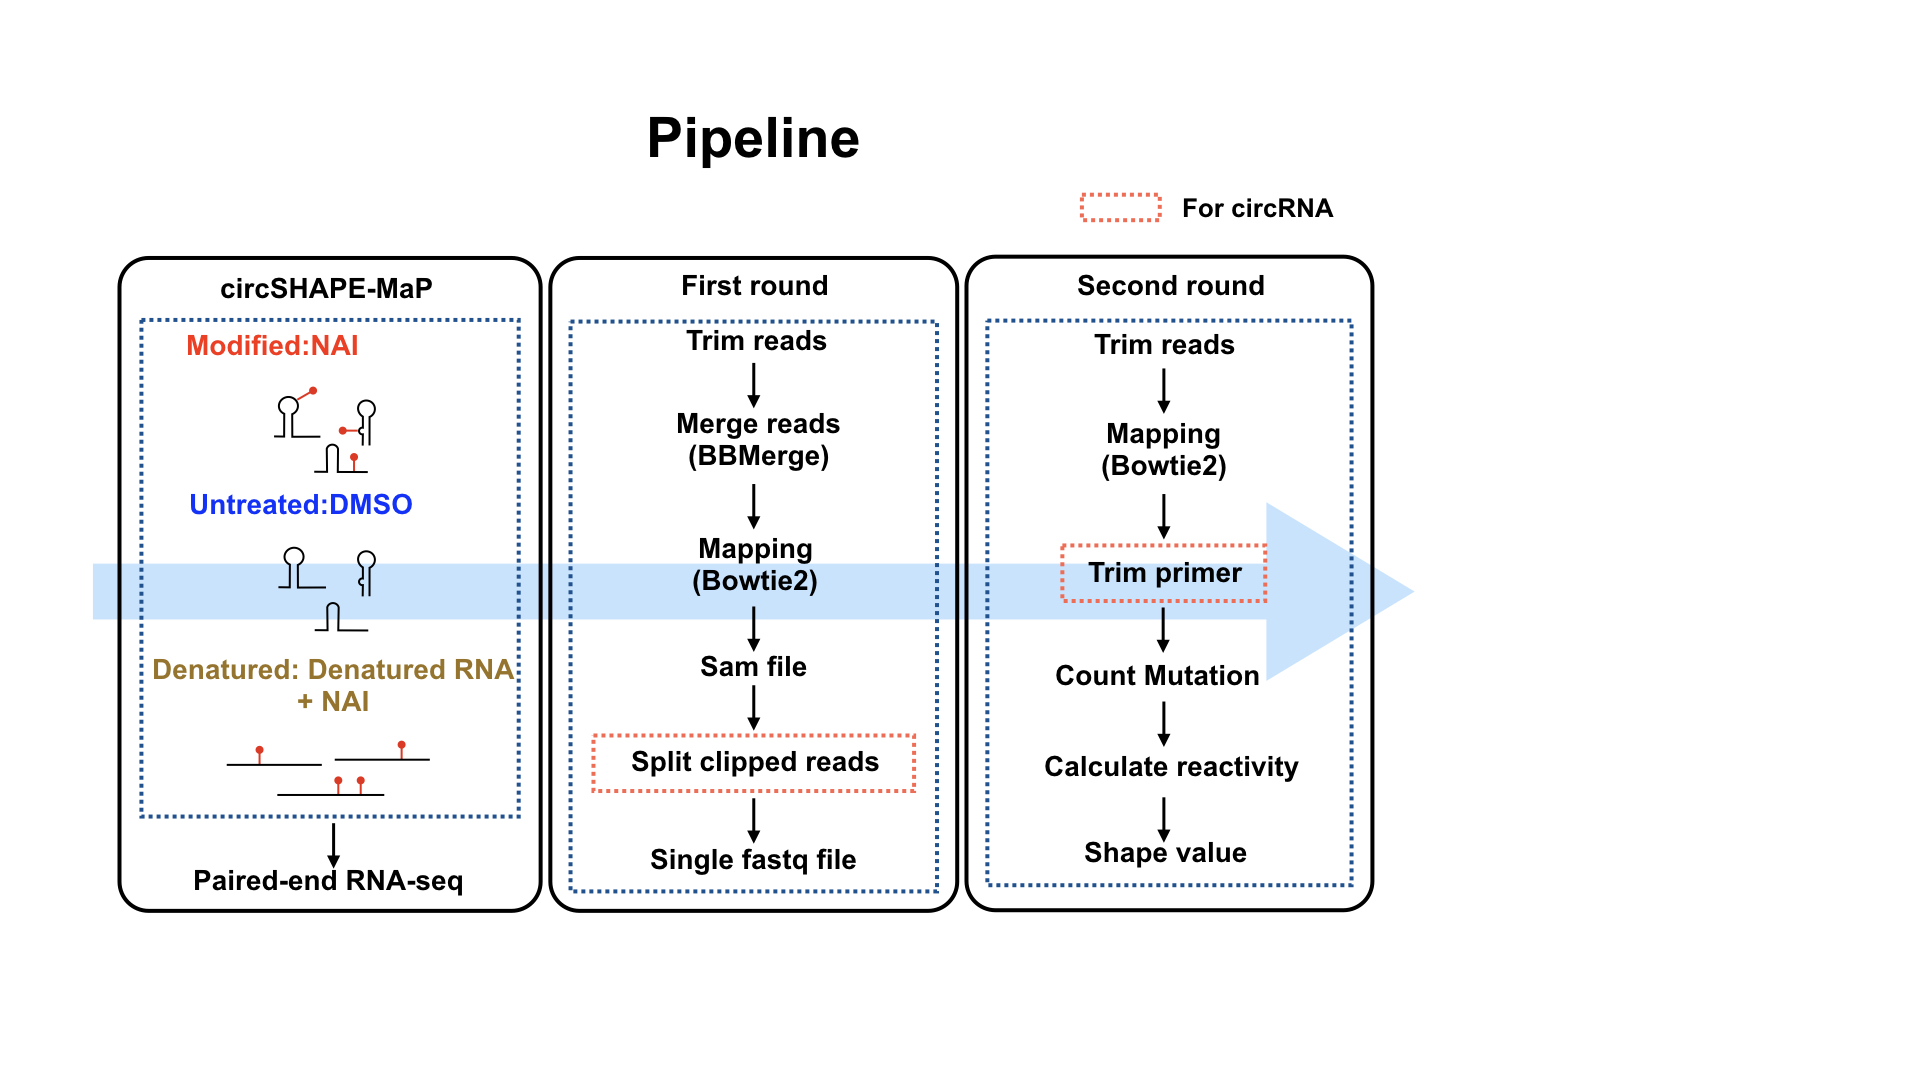 Pipeline
For circRNA
circSHAPE-MaP
Modified:NAI
Untreated:DMSO
Denatured: Denatured RNA
+ NAI
Paired-end RNA-seq
First round
Trim reads
Merge reads
(BBMerge)
Mapping
(Bowtie2)
Sam file
Split clipped reads
Single fastq file
Second round
Trim reads
Mapping
(Bowtie2)
Trim primer
Count Mutation
Calculate reactivity
Shape value